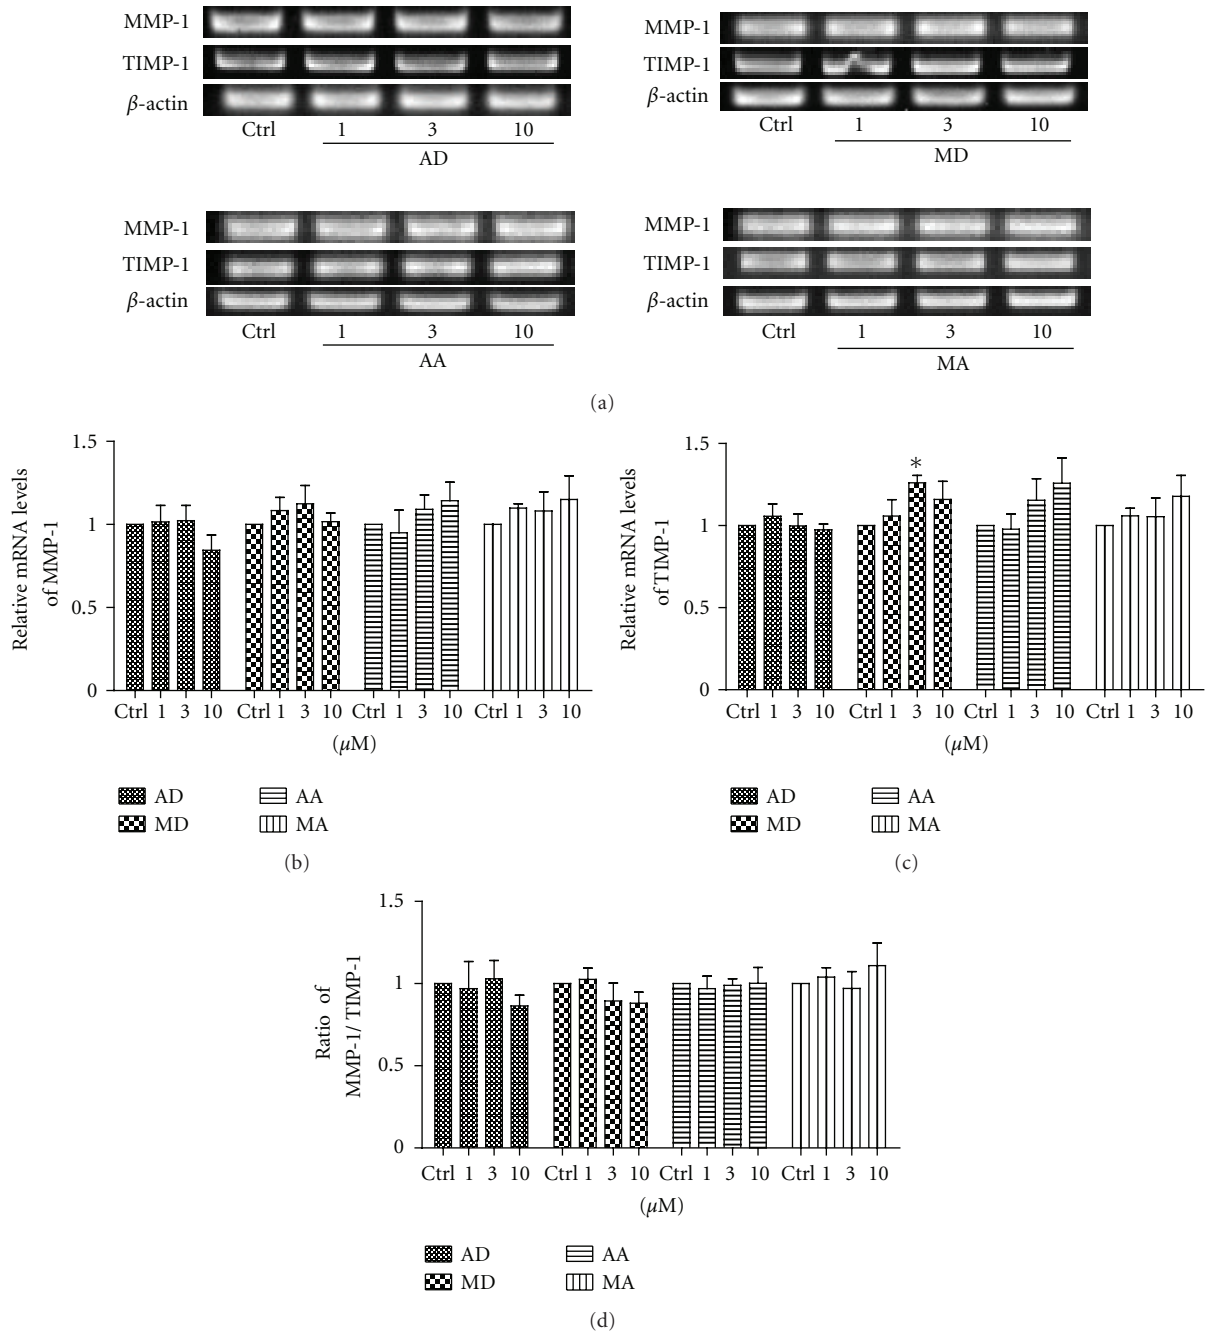 MMP-1
TIMP-1
β-actin
Ctrl 1 3 10
AD
MMP-1
TIMP-1
β-actin
Ctrl 1 3 10
MD
MMP-1
TIMP-1
β-actin
Ctrl 1 3 10
AA
MMP-1
TIMP-1
β-actin
Ctrl 1 3 10
MA
(a)
Relative mRNA levels
of MMP-1
1.5
1
0.5
0
Ctrl 1 3 10 Ctrl 1 3 10 Ctrl 1 3 10 Ctrl 1 3 10
(μM)
AD AA
MD MA
(b)
Relative mRNA levels
of TIMP-1
1.5
1
0.5
0
*
Ctrl 1 3 10 Ctrl 1 3 10 Ctrl 1 3 10 Ctrl 1 3 10
(μM)
AD AA
MD MA
(c)
Ratio of
MMP-1/ TIMP-1
1.5
1
0.5
0
Ctrl 1 3 10 Ctrl 1 3 10 Ctrl 1 3 10 Ctrl 1 3 10
(μM)
AD AA
MD MA
(d)